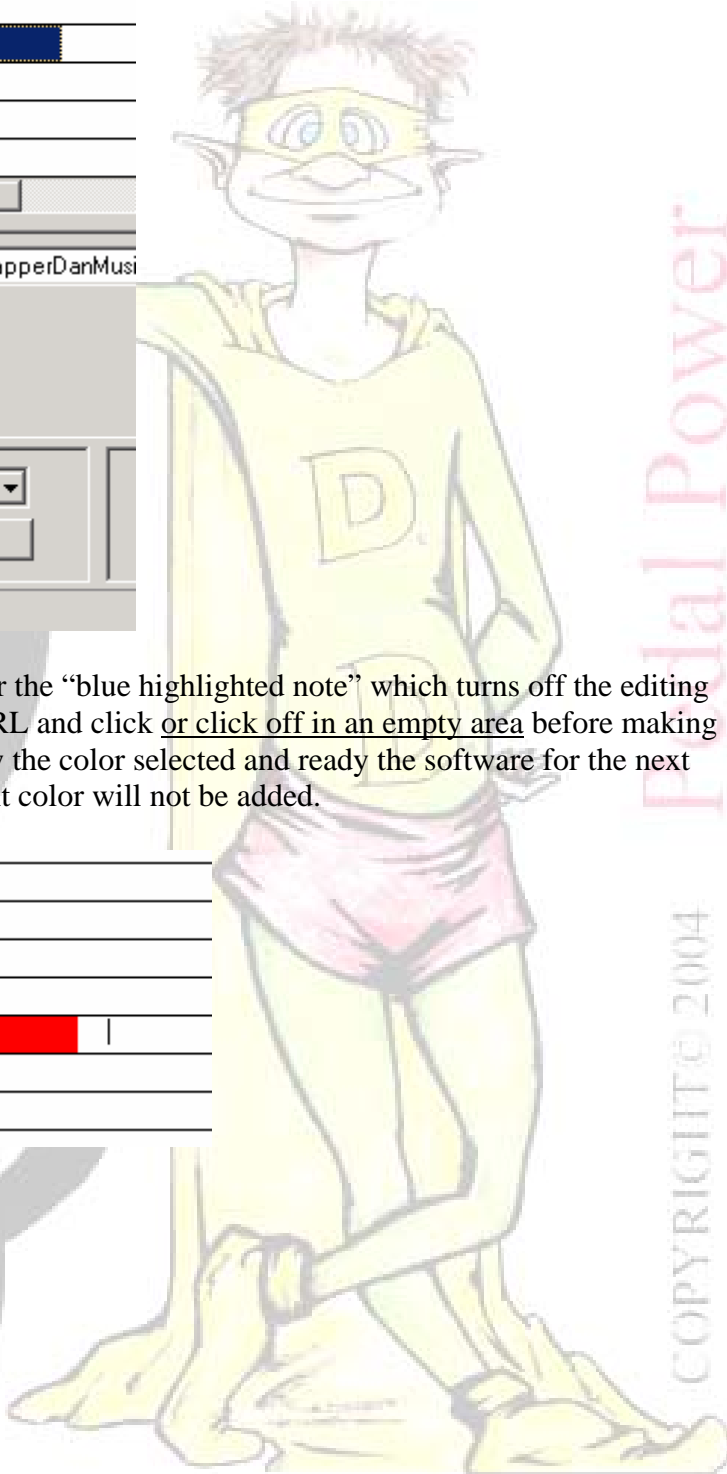 apperDanMusi
D
r the “blue highlighted note” which turns off the editing
RL and click or click off in an empty area before making
y the color selected and ready the software for the next
t color will not be added.
D
D
Pedal Power
COPYRIGHT © 2004